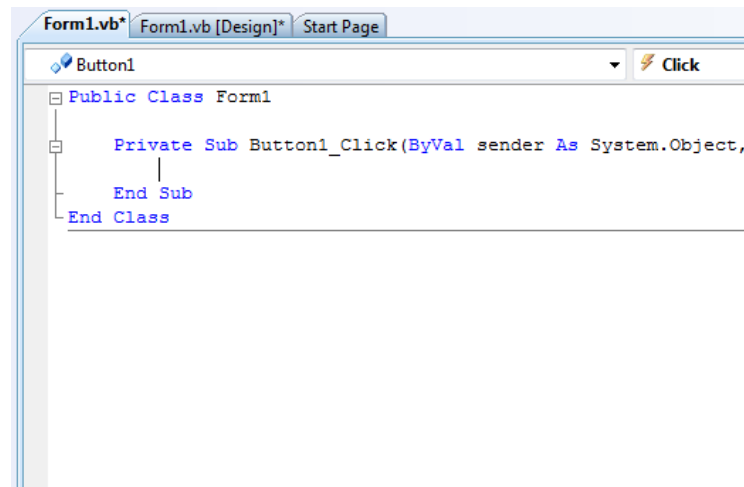 Form1.vb* Form1.vb [Design]* Start Page
Button1 Click
Public Class Form1
Private Sub Button1_Click(ByVal sender As System.Object,
End Sub
End Class